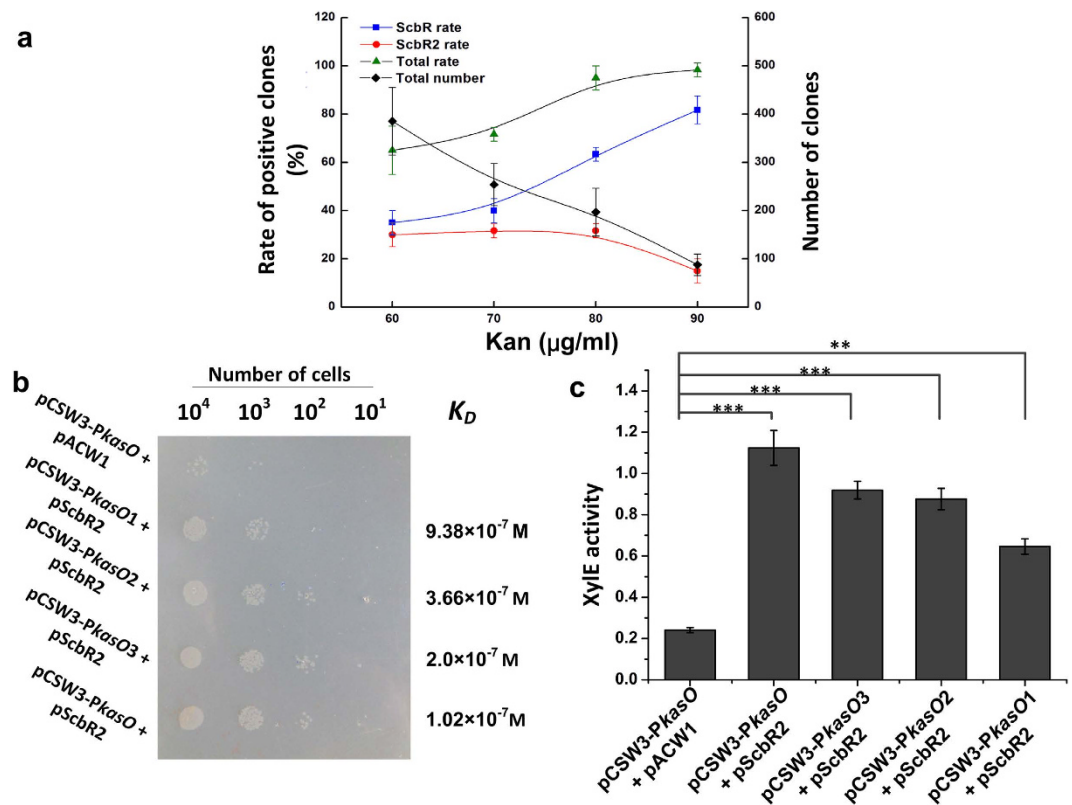 a
120
100
80
60
40
20
0
Rate of positive clones
(%)
ScbR rate
ScbR2 rate
Total rate
Total number
600
500
400
300
200
100
0
Number of clones
60 70 80 90
Kan (µg/ml)
b
Number of cells
10⁴ 10³ 10² 10¹ K_D
pCSW3-PkasO +
pACW1
pCSW3-PkasO1 +
pScbR2
9.38×10⁻⁷ M
pCSW3-PkasO2 +
pScbR2
3.66×10⁻⁷ M
pCSW3-PkasO3 +
pScbR2
2.0×10⁻⁷ M
pCSW3-PkasO +
pScbR2
1.02×10⁻⁷ M
c
**
***
***
***
1.4
1.2
1.0
0.8
0.6
0.4
0.2
0.0
XylE activity
pCSW3-PkasO
+ pACW1
pCSW3-PkasO
+ pScbR2
pCSW3-PkasO3
+ pScbR2
pCSW3-PkasO2
+ pScbR2
pCSW3-PkasO1
+ pScbR2